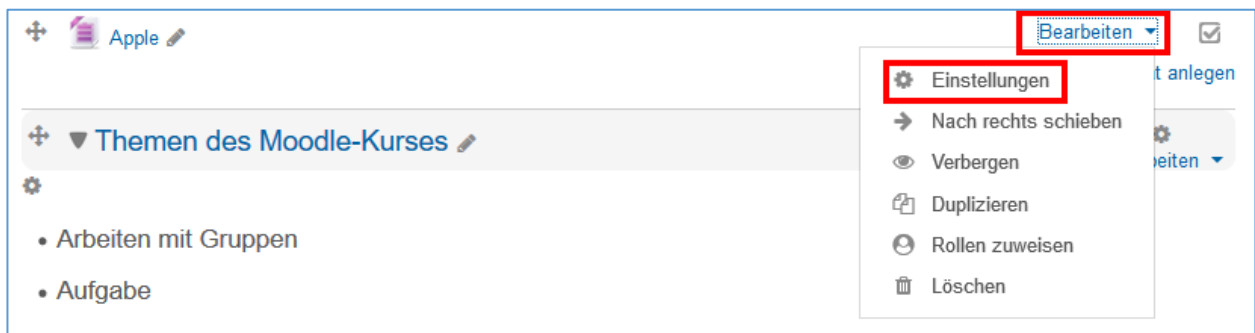 Apple
Bearbeiten
Einstellungen
t anlegen
Nach rechts schieben
Themen des Moodle-Kurses
Verbergen
eiten
Duplizieren
Arbeiten mit Gruppen
Rollen zuweisen
Aufgabe
Löschen